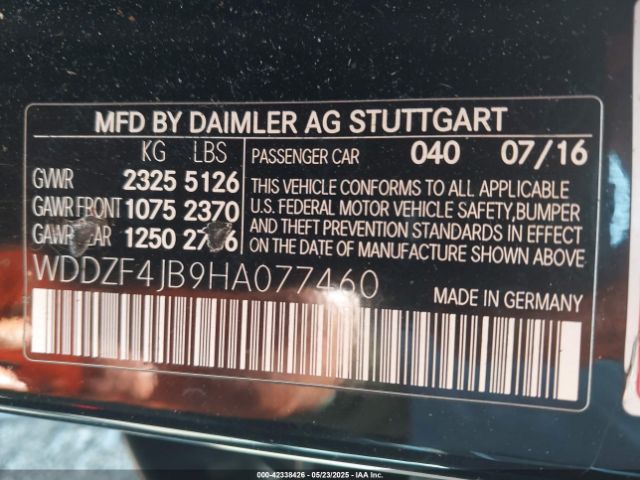 MFD BY DAIMLER AG STUTTGART
KG LBS
GVWR 2325 5126
GAWR FRONT 1075 2370
1250
PASSENGER CAR 040 07/16
THIS VEHICLE CONFORMS TO ALL APPLICABLE
U.S. FEDERAL MOTOR VEHICLE SAFETY,BUMPER
AND THEFT PREVENTION STANDARDS IN EFFECT
ON THE DATE OF MANUFACTURE SHOWN ABOVE
WDDZF4JB9HA077460
MADE IN GERMANY
000-42338426 - 05/23/2025 - IAAI.COM